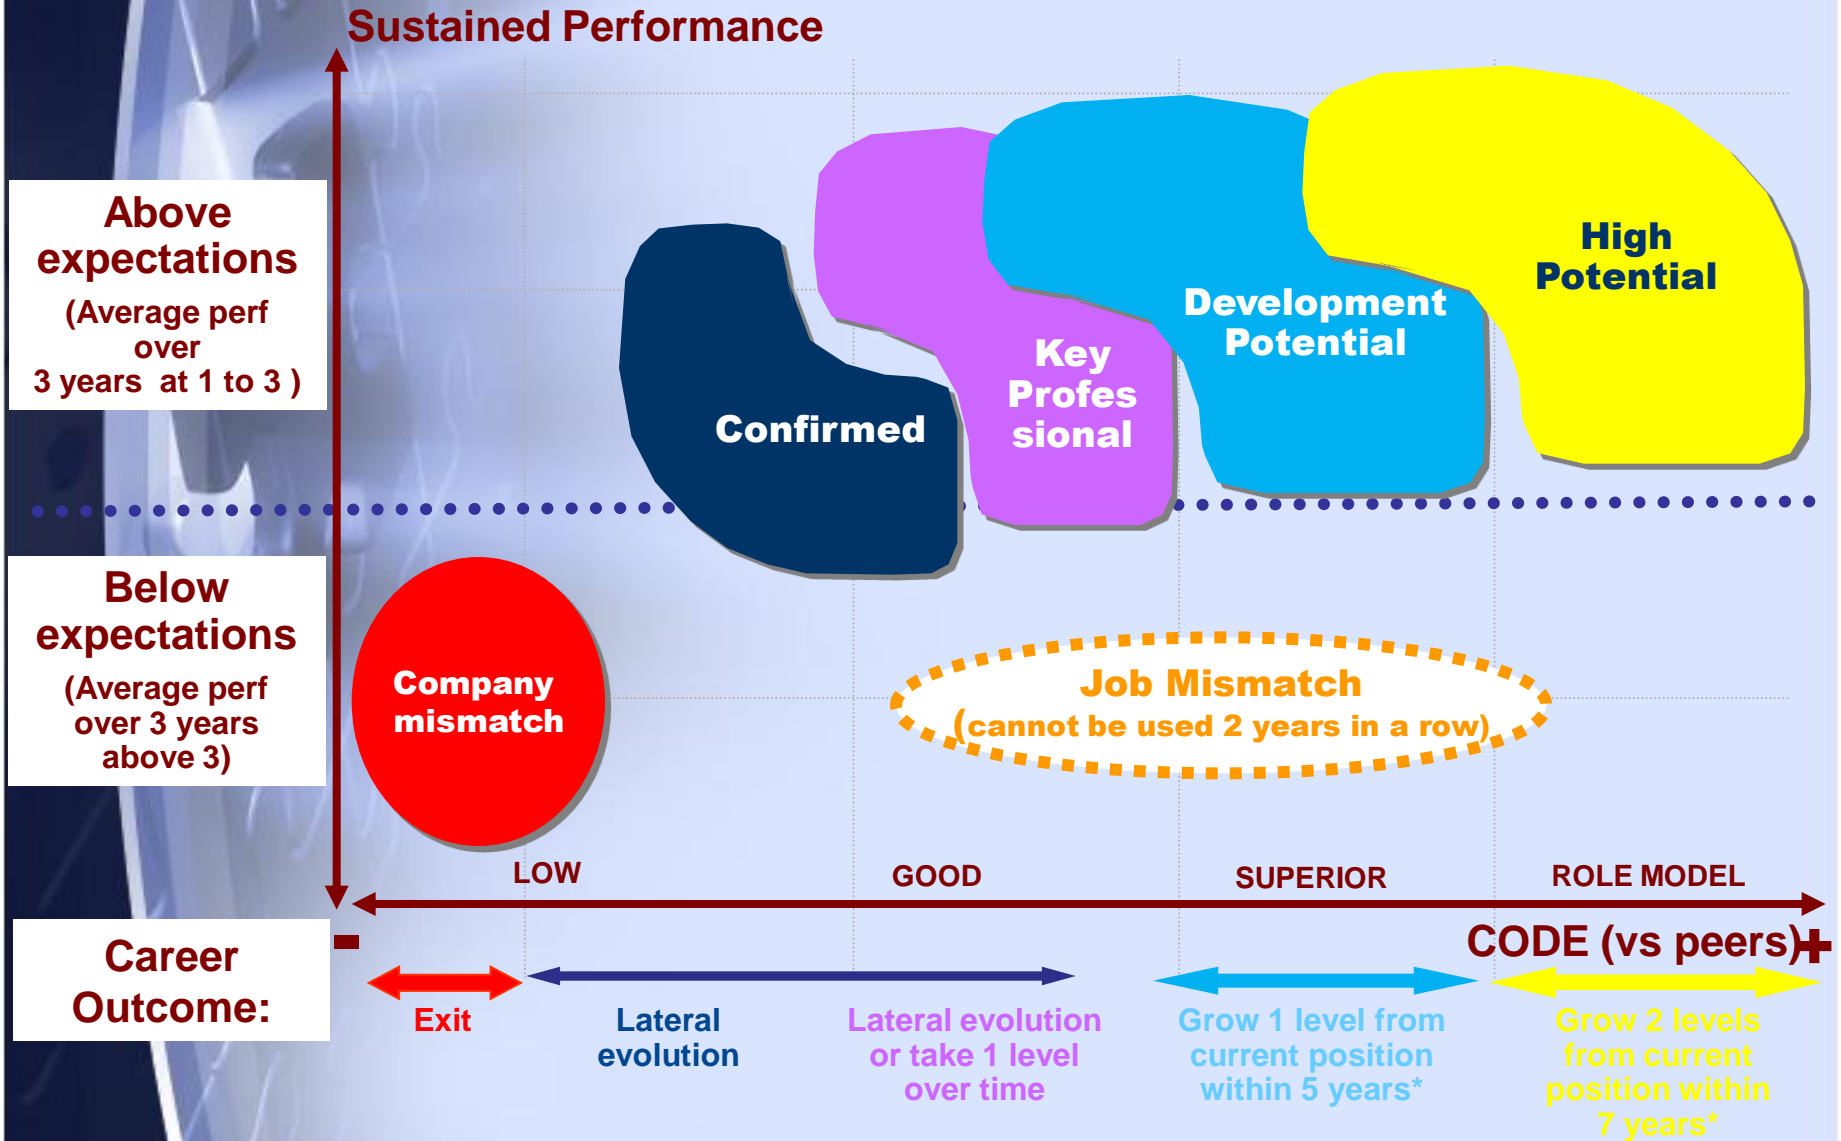 Sustained Performance
Above
expectations
(Average perf
over
3 years at 1 to 3 )
High
Potential
Development
Potential
Key
Profes
sional
Confirmed
Below
expectations
(Average perf
over 3 years
above 3)
Company
mismatch
Job Mismatch
(cannot be used 2 years in a row)
LOW
GOOD
SUPERIOR
ROLE MODEL
-
CODE (vs peers)+
Career
Outcome:
Exit
Lateral
evolution
Lateral evolution
or take 1 level
over time
Grow 1 level from
current position
within 5 years*
Grow 2 levels
from current
position within
7 years*